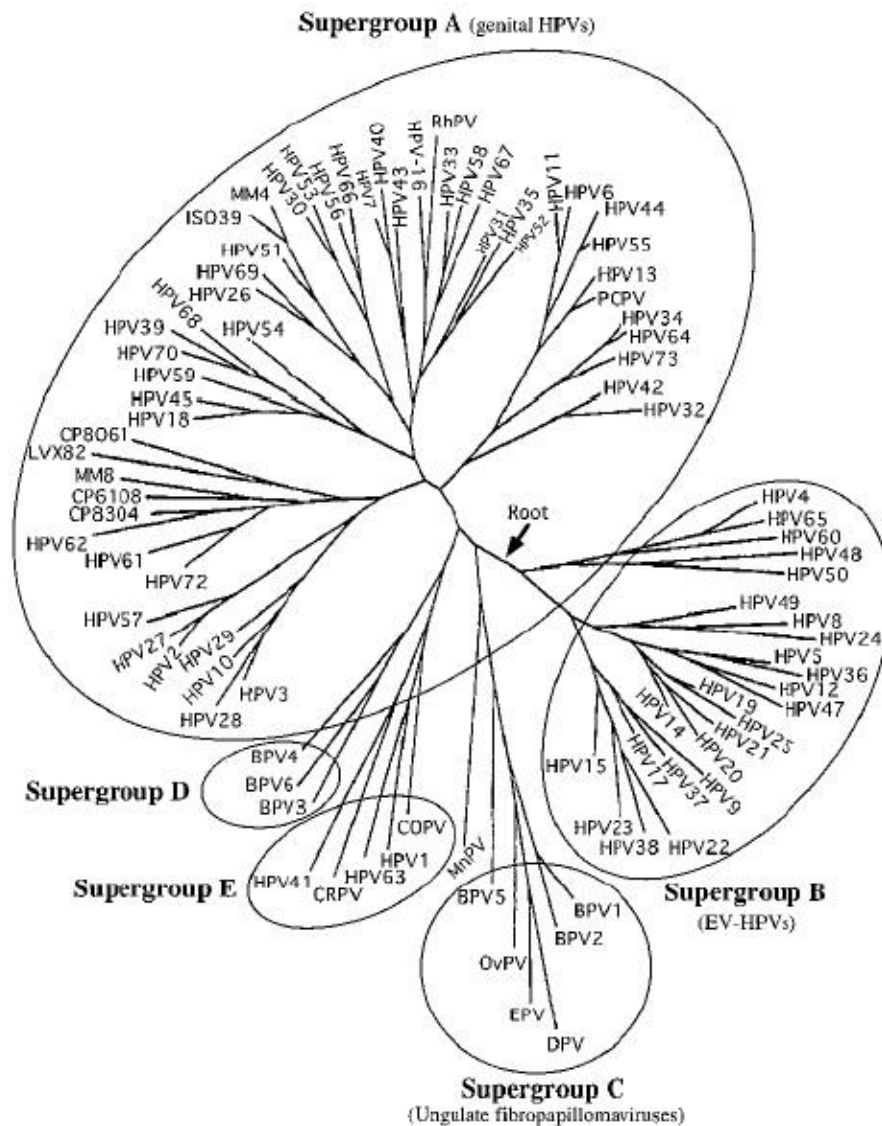 Supergroup A (genital HPVs)
RhPV
HPV40
HPV-16
HPV43
HPV7
HPV66
HPV56
HPV53
HPV30
MM4
ISO39
HPV51
HPV69
HPV26
HPV68
HPV54
HPV39
HPV70
HPV59
HPV45
HPV18
CP8061
LVX82
MM8
CP6108
CP8304
HPV62
HPV61
HPV72
HPV57
HPV27
HPV2
HPV29
HPV10
HPV28
HPV3
HPV33
HPV58
HPV67
HPV31
HPV35
HPV52
HPV11
HPV6
HPV44
HPV55
HPV13
PCPV
HPV34
HPV64
HPV73
HPV42
HPV32
Root
HPV4
HPV65
HPV60
HPV48
HPV50
HPV49
HPV8
HPV24
HPV5
HPV36
HPV12
HPV47
HPV19
HPV25
HPV21
HPV20
HPV14
HPV9
HPV37
HPV17
HPV15
HPV23
HPV38
HPV22
Supergroup B
(EV-HPVs)
BPV4
BPV6
BPV3
Supergroup D
COPV
HPV1
HPV63
CRPV
HPV41
Supergroup E
MnPV
BPV5
BPV1
BPV2
OvPV
EPV
DPV
Supergroup C
(Ungulate fibropapillomaviruses)